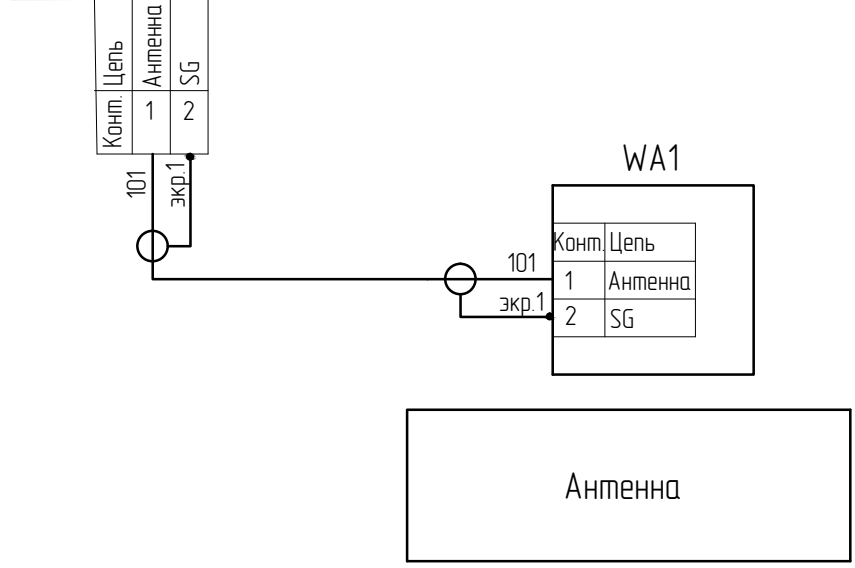 Конт. Цепь
1 Антенна
2 SG
101
экр.1
WA1
Конт. Цепь
101
1 Антенна
экр.1
2 SG
Антенна